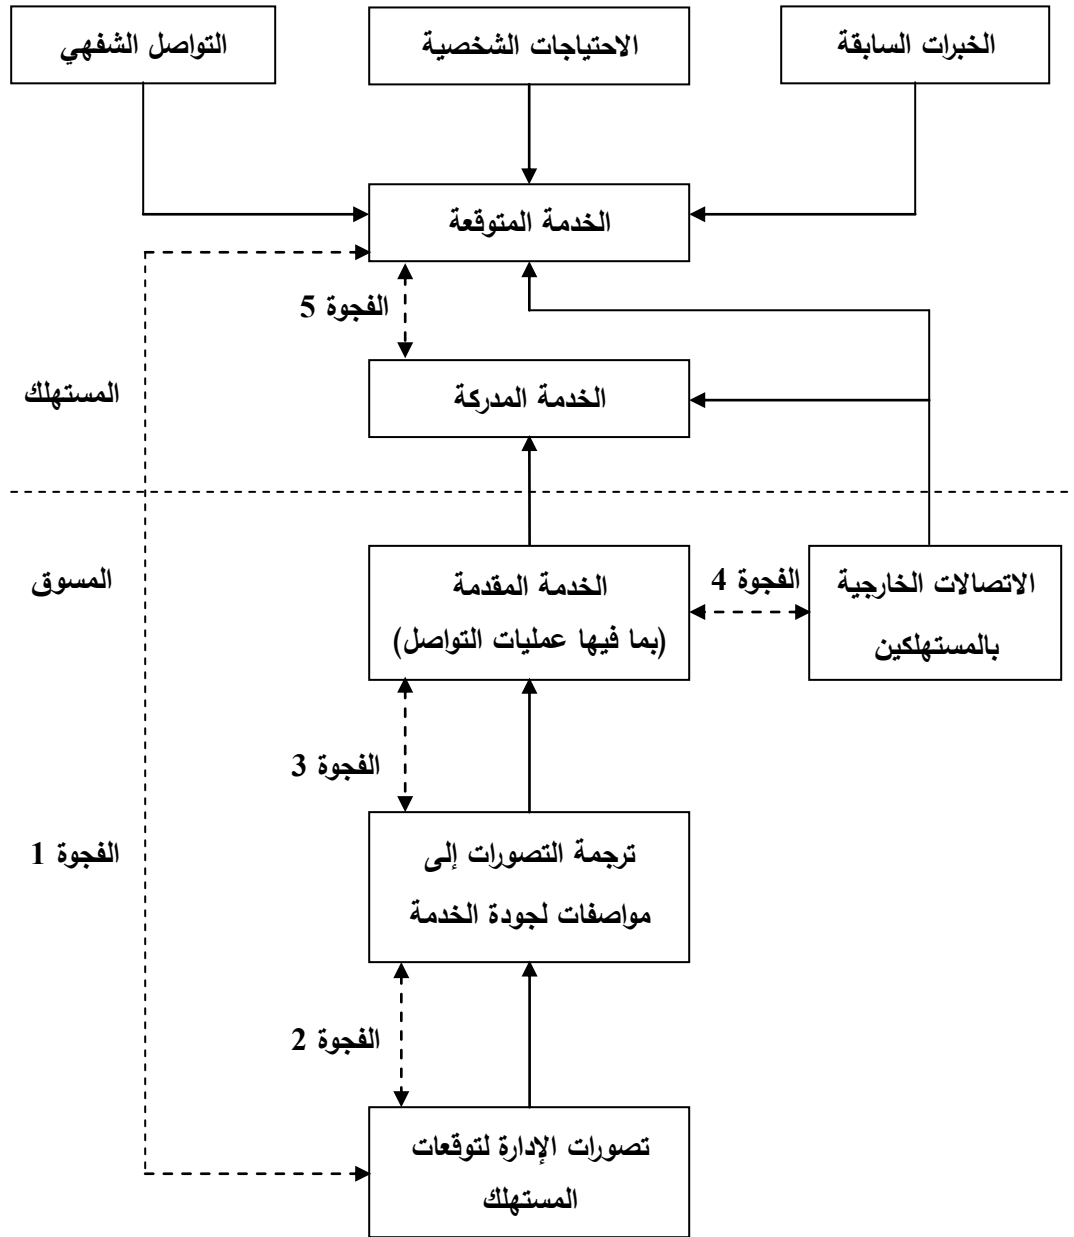 الخبرات السابقة
الاحتياجات الشخصية
التواصل الشفهي
الخدمة المتوقعة
الفجوة 5
الخدمة المدركة
المستهلك
الاتصالات الخارجية
بالمستهلكين
الفجوة 4
الخدمة المقدمة
(بما فيها عمليات التواصل)
المسوق
الفجوة 3
ترجمة التصورات إلى
مواصفات لجودة الخدمة
الفجوة 1
الفجوة 2
تصورات الإدارة لتوقعات
المستهلك